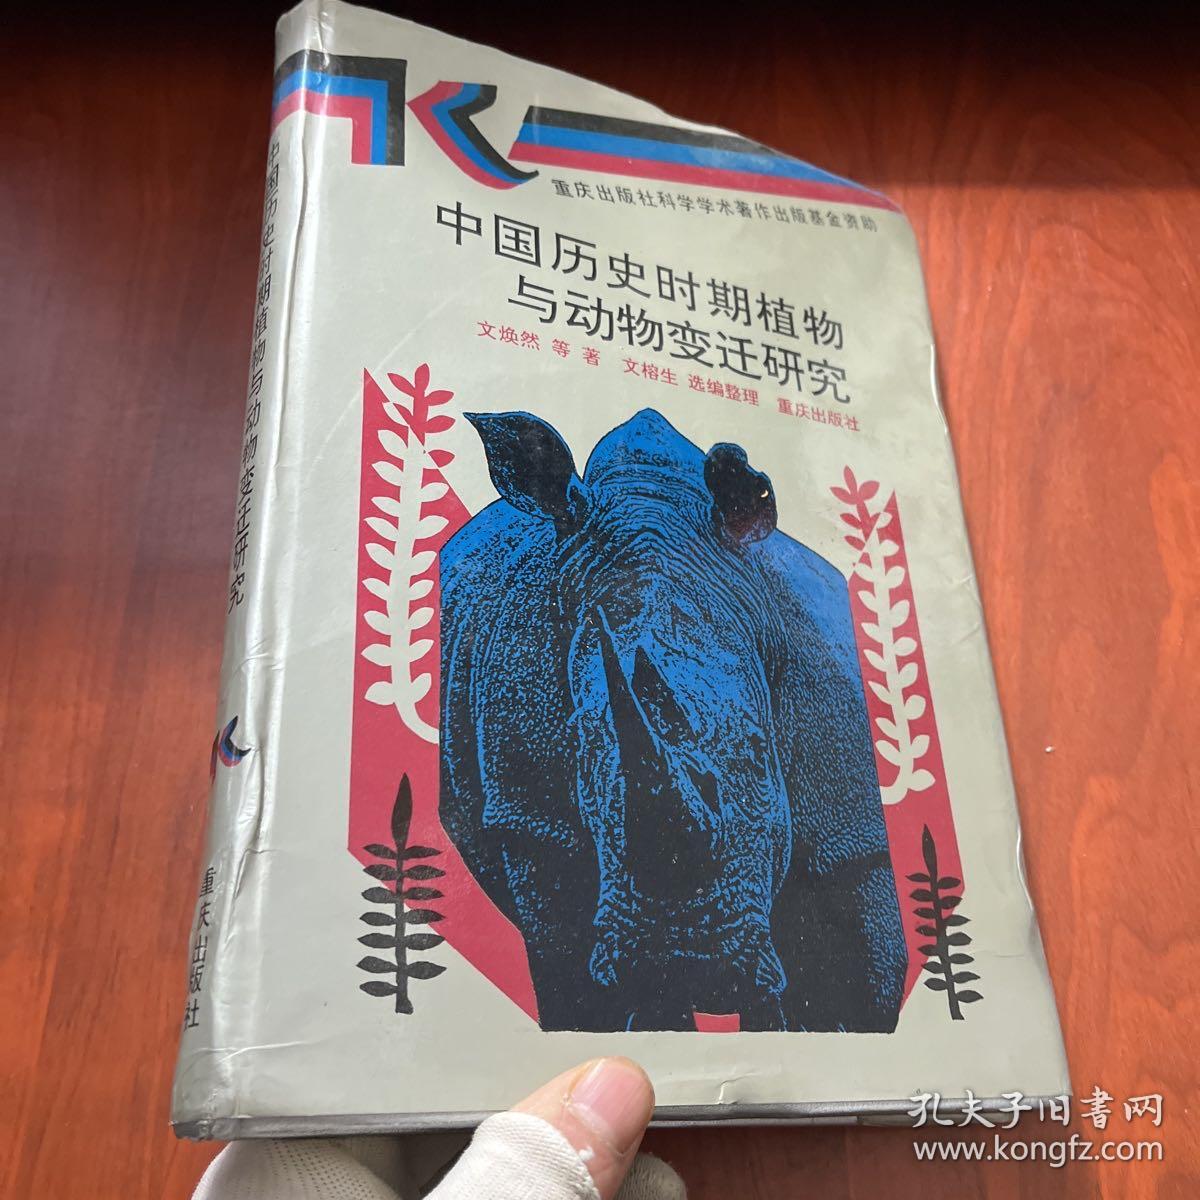 重庆出版社科学学术著作出版基金资助
中国历史时期植物
与动物变迁研究
文焕然 等 著 文榕生 选编整理 重庆出版社
中国历史时期植物与动物变迁研究
重庆出版社
孔夫子旧书网
www.kongfz.com